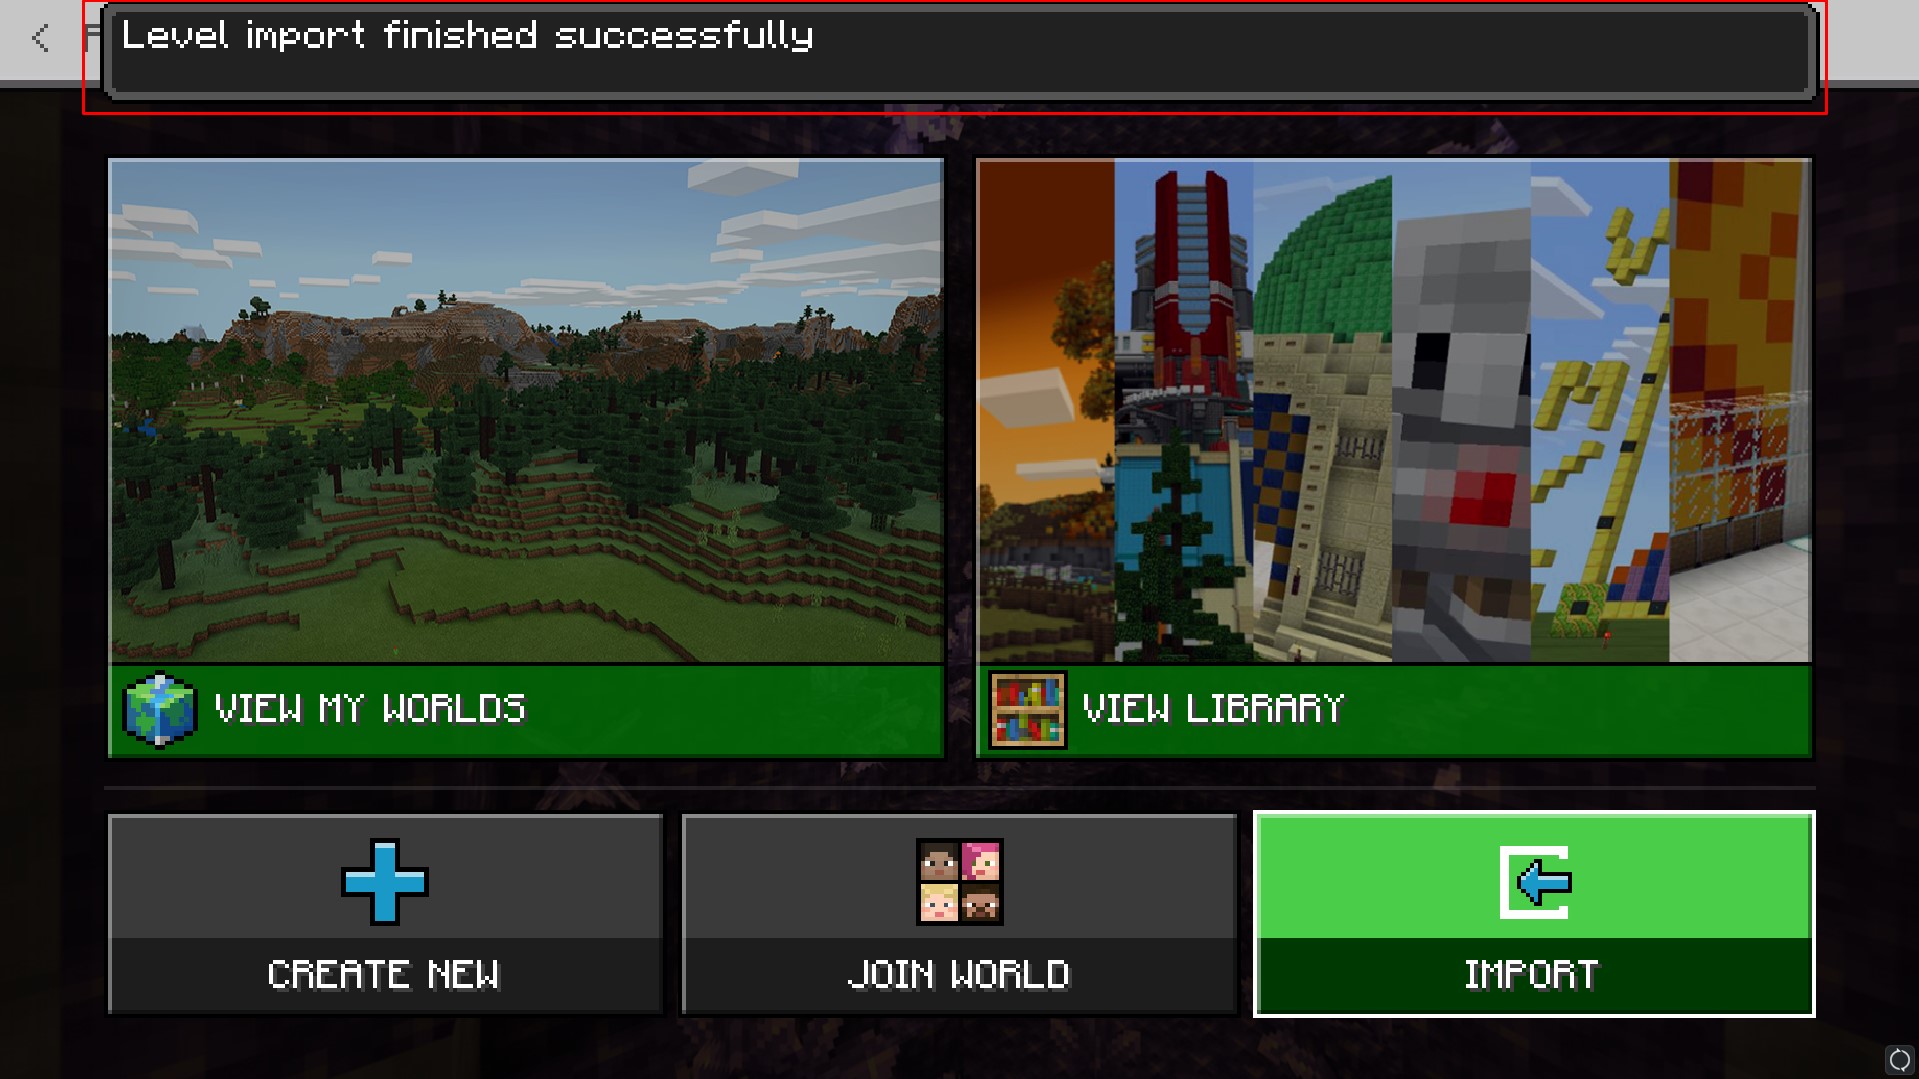 Level import finished successfully
VIEW MY WORLDS
VIEW LIBRARY
CREATE NEW
JOIN WORLD
IMPORT